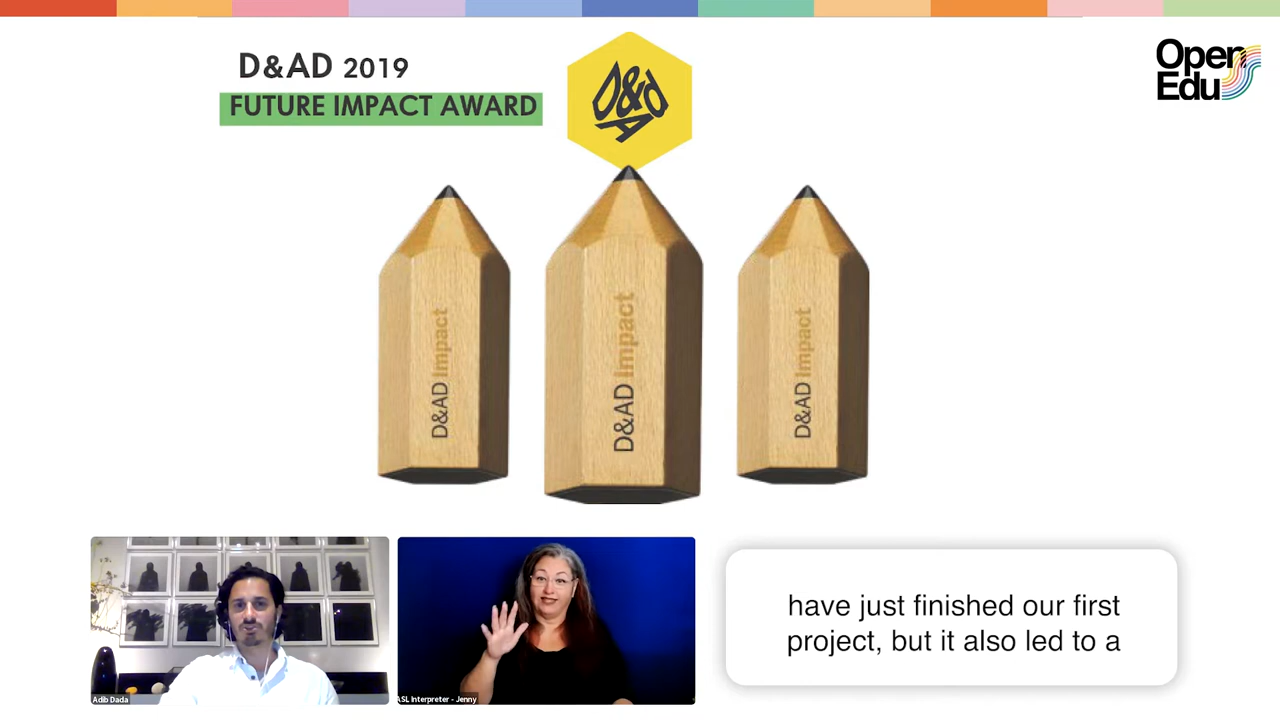 D&AD 2019
FUTURE IMPACT AWARD
D&AD
Open
Edu
D&AD Impact
D&AD Impact
D&AD Impact
Adib Dada
ASL Interpreter - Jenny
have just finished our first
project, but it also led to a